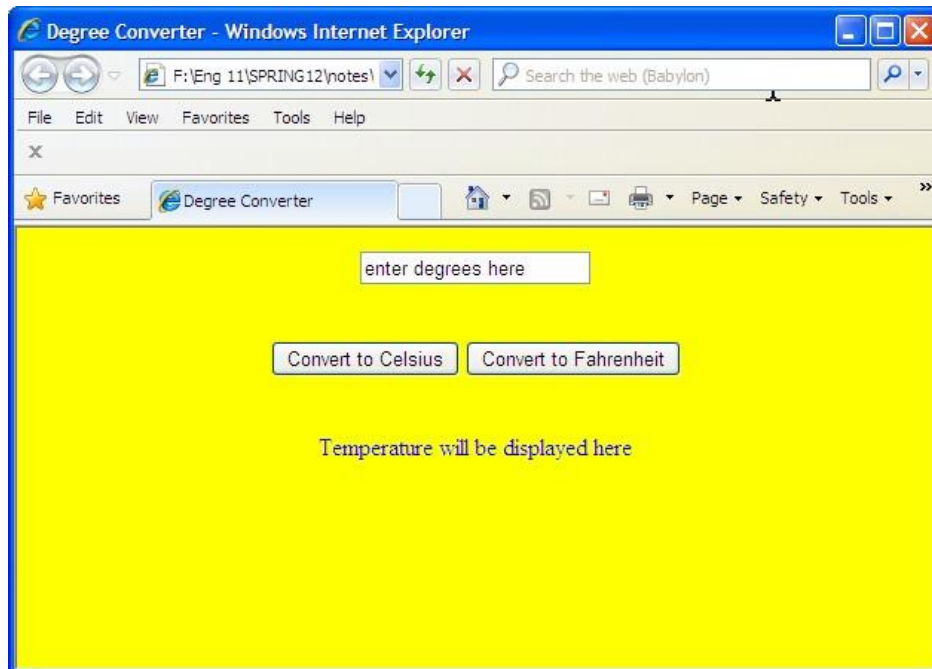 Degree Converter - Windows Internet Explorer
F:\Eng 11\SPRING12\notes\
Search the web (Babylon)
File Edit View Favorites Tools Help
Favorites Degree Converter Page Safety Tools
enter degrees here
Convert to Celsius Convert to Fahrenheit
Temperature will be displayed here